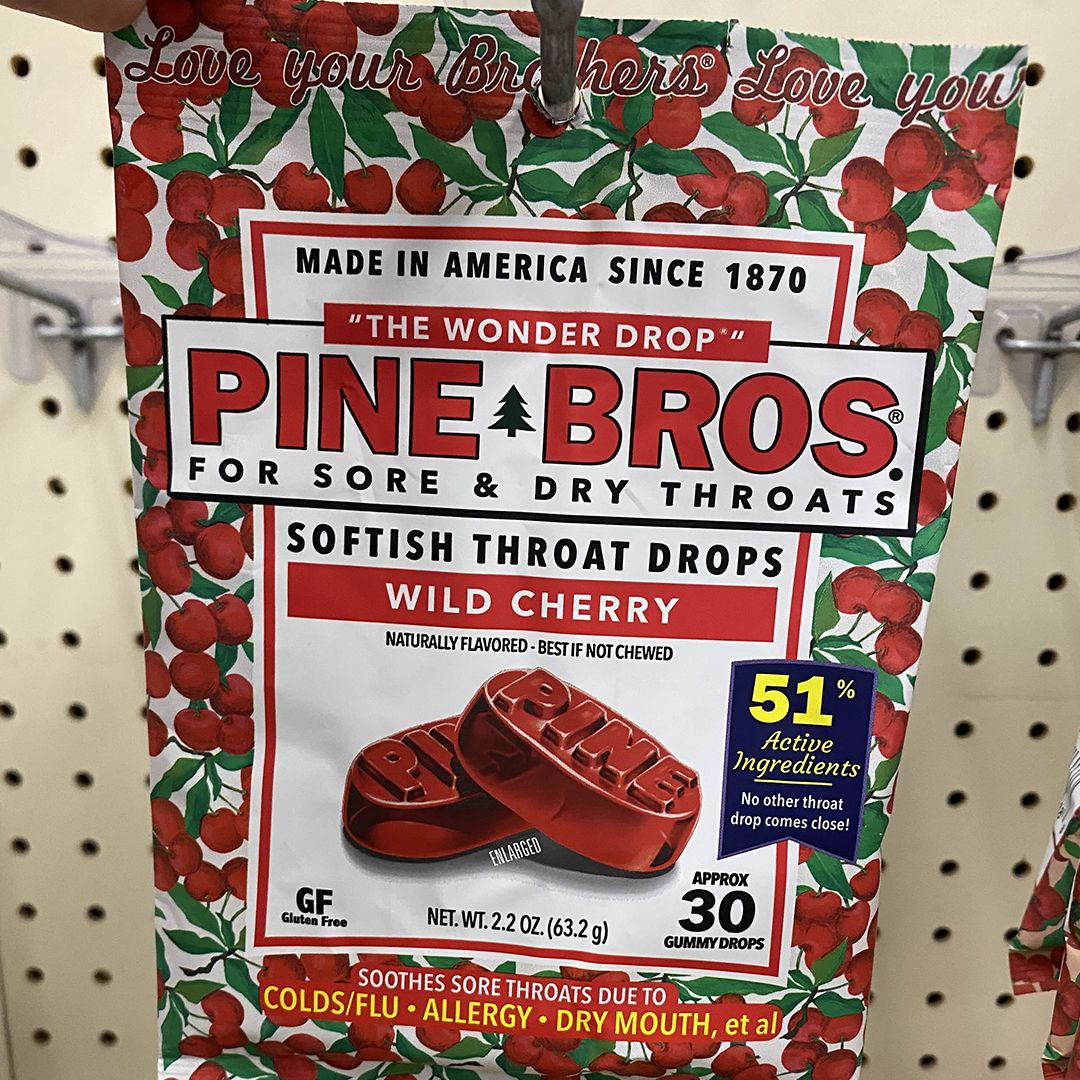 Love your Brothers® Love you
MADE IN AMERICA SINCE 1870
"THE WONDER DROP®"
PINE BROS.®
FOR SORE & DRY THROATS
SOFTISH THROAT DROPS
WILD CHERRY
NATURALLY FLAVORED - BEST IF NOT CHEWED
51%
Active
Ingredients
No other throat
drop comes close!
PI
PINE
ENLARGED
GF
Gluten Free
NET. WT. 2.2 OZ. (63.2 g)
APPROX
30
GUMMY DROPS
SOOTHES SORE THROATS DUE TO
COLDS/FLU • ALLERGY • DRY MOUTH, et al